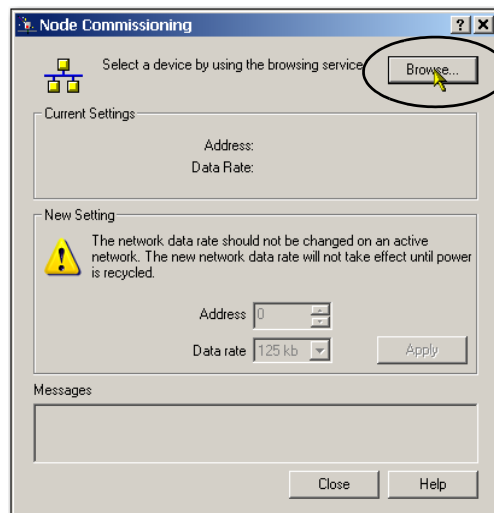 Node Commissioning
Select a device by using the browsing service
Browse...
Current Settings
Address:
Data Rate:
New Setting
The network data rate should not be changed on an active
network. The new network data rate will not take effect until power
is recycled.
Address 0
Data rate 125 kb
Apply
Messages
Close Help